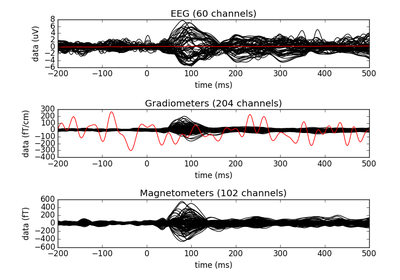 EEG (60 channels)
8
6
4
2
0
−2
−4
−6
data (uV)
−200 −100 0 100 200 300 400 500
time (ms)
Gradiometers (204 channels)
300
200
100
0
−100
−200
−300
−400
data (fT/cm)
−200 −100 0 100 200 300 400 500
time (ms)
Magnetometers (102 channels)
600
400
200
0
−200
−400
−600
data (fT)
−200 −100 0 100 200 300 400 500
time (ms)